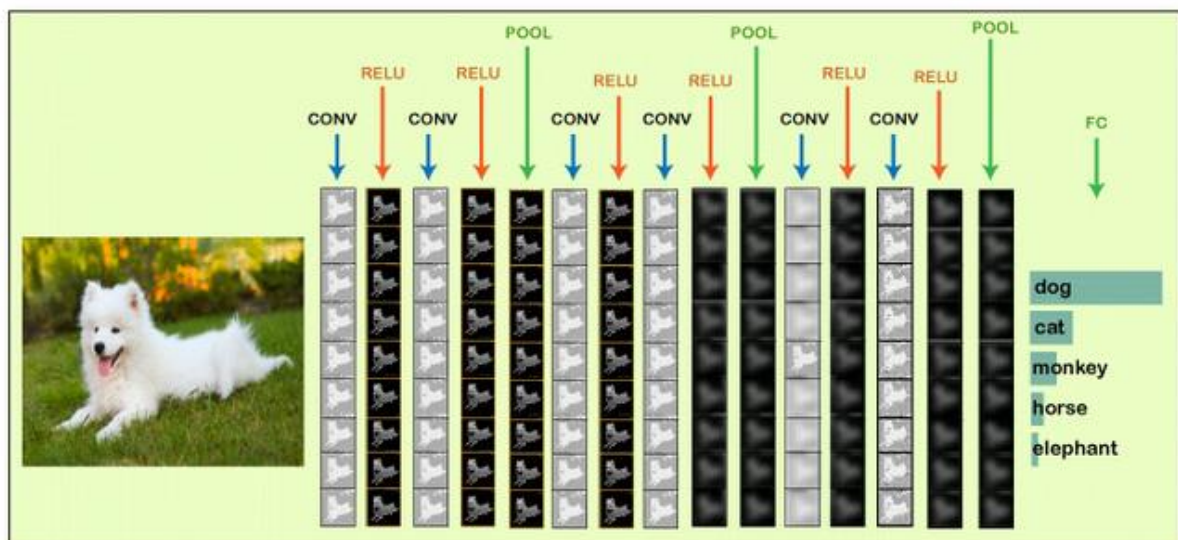 POOL POOL POOL
RELU RELU RELU RELU RELU RELU
CONV CONV CONV CONV CONV CONV FC
dog
cat
monkey
horse
elephant